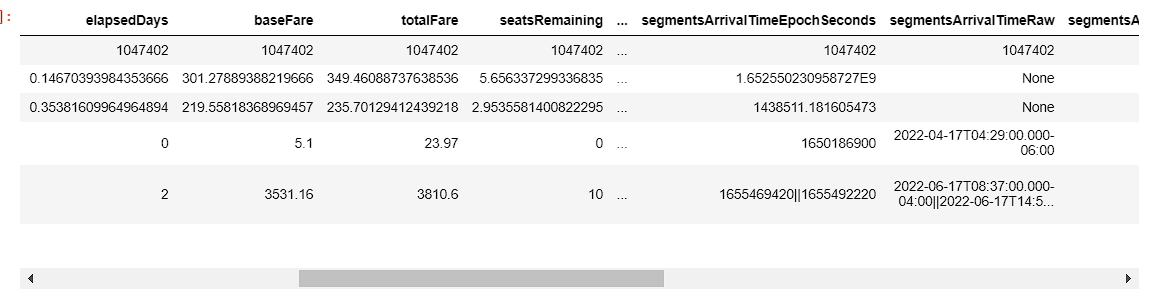 ]:
elapsedDays baseFare totalFare seatsRemaining ... segmentsArrivalTimeEpochSeconds segmentsArrivalTimeRaw segmentsA
1047402 1047402 1047402 1047402 ... 1047402 1047402
0.14670393984353666 301.27889388219666 349.46088737638536 5.656337299336835 ... 1.652550230958727E9 None
0.35381609964964894 219.55818368969457 235.70129412439218 2.9535581400822295 ... 1438511.181605473 None
0 5.1 23.97 0 ... 1650186900 2022-04-17T04:29:00.000-
06:00
2 3531.16 3810.6 10 ... 1655469420||1655492220 2022-06-17T08:37:00.000-
04:00||2022-06-17T14:5...